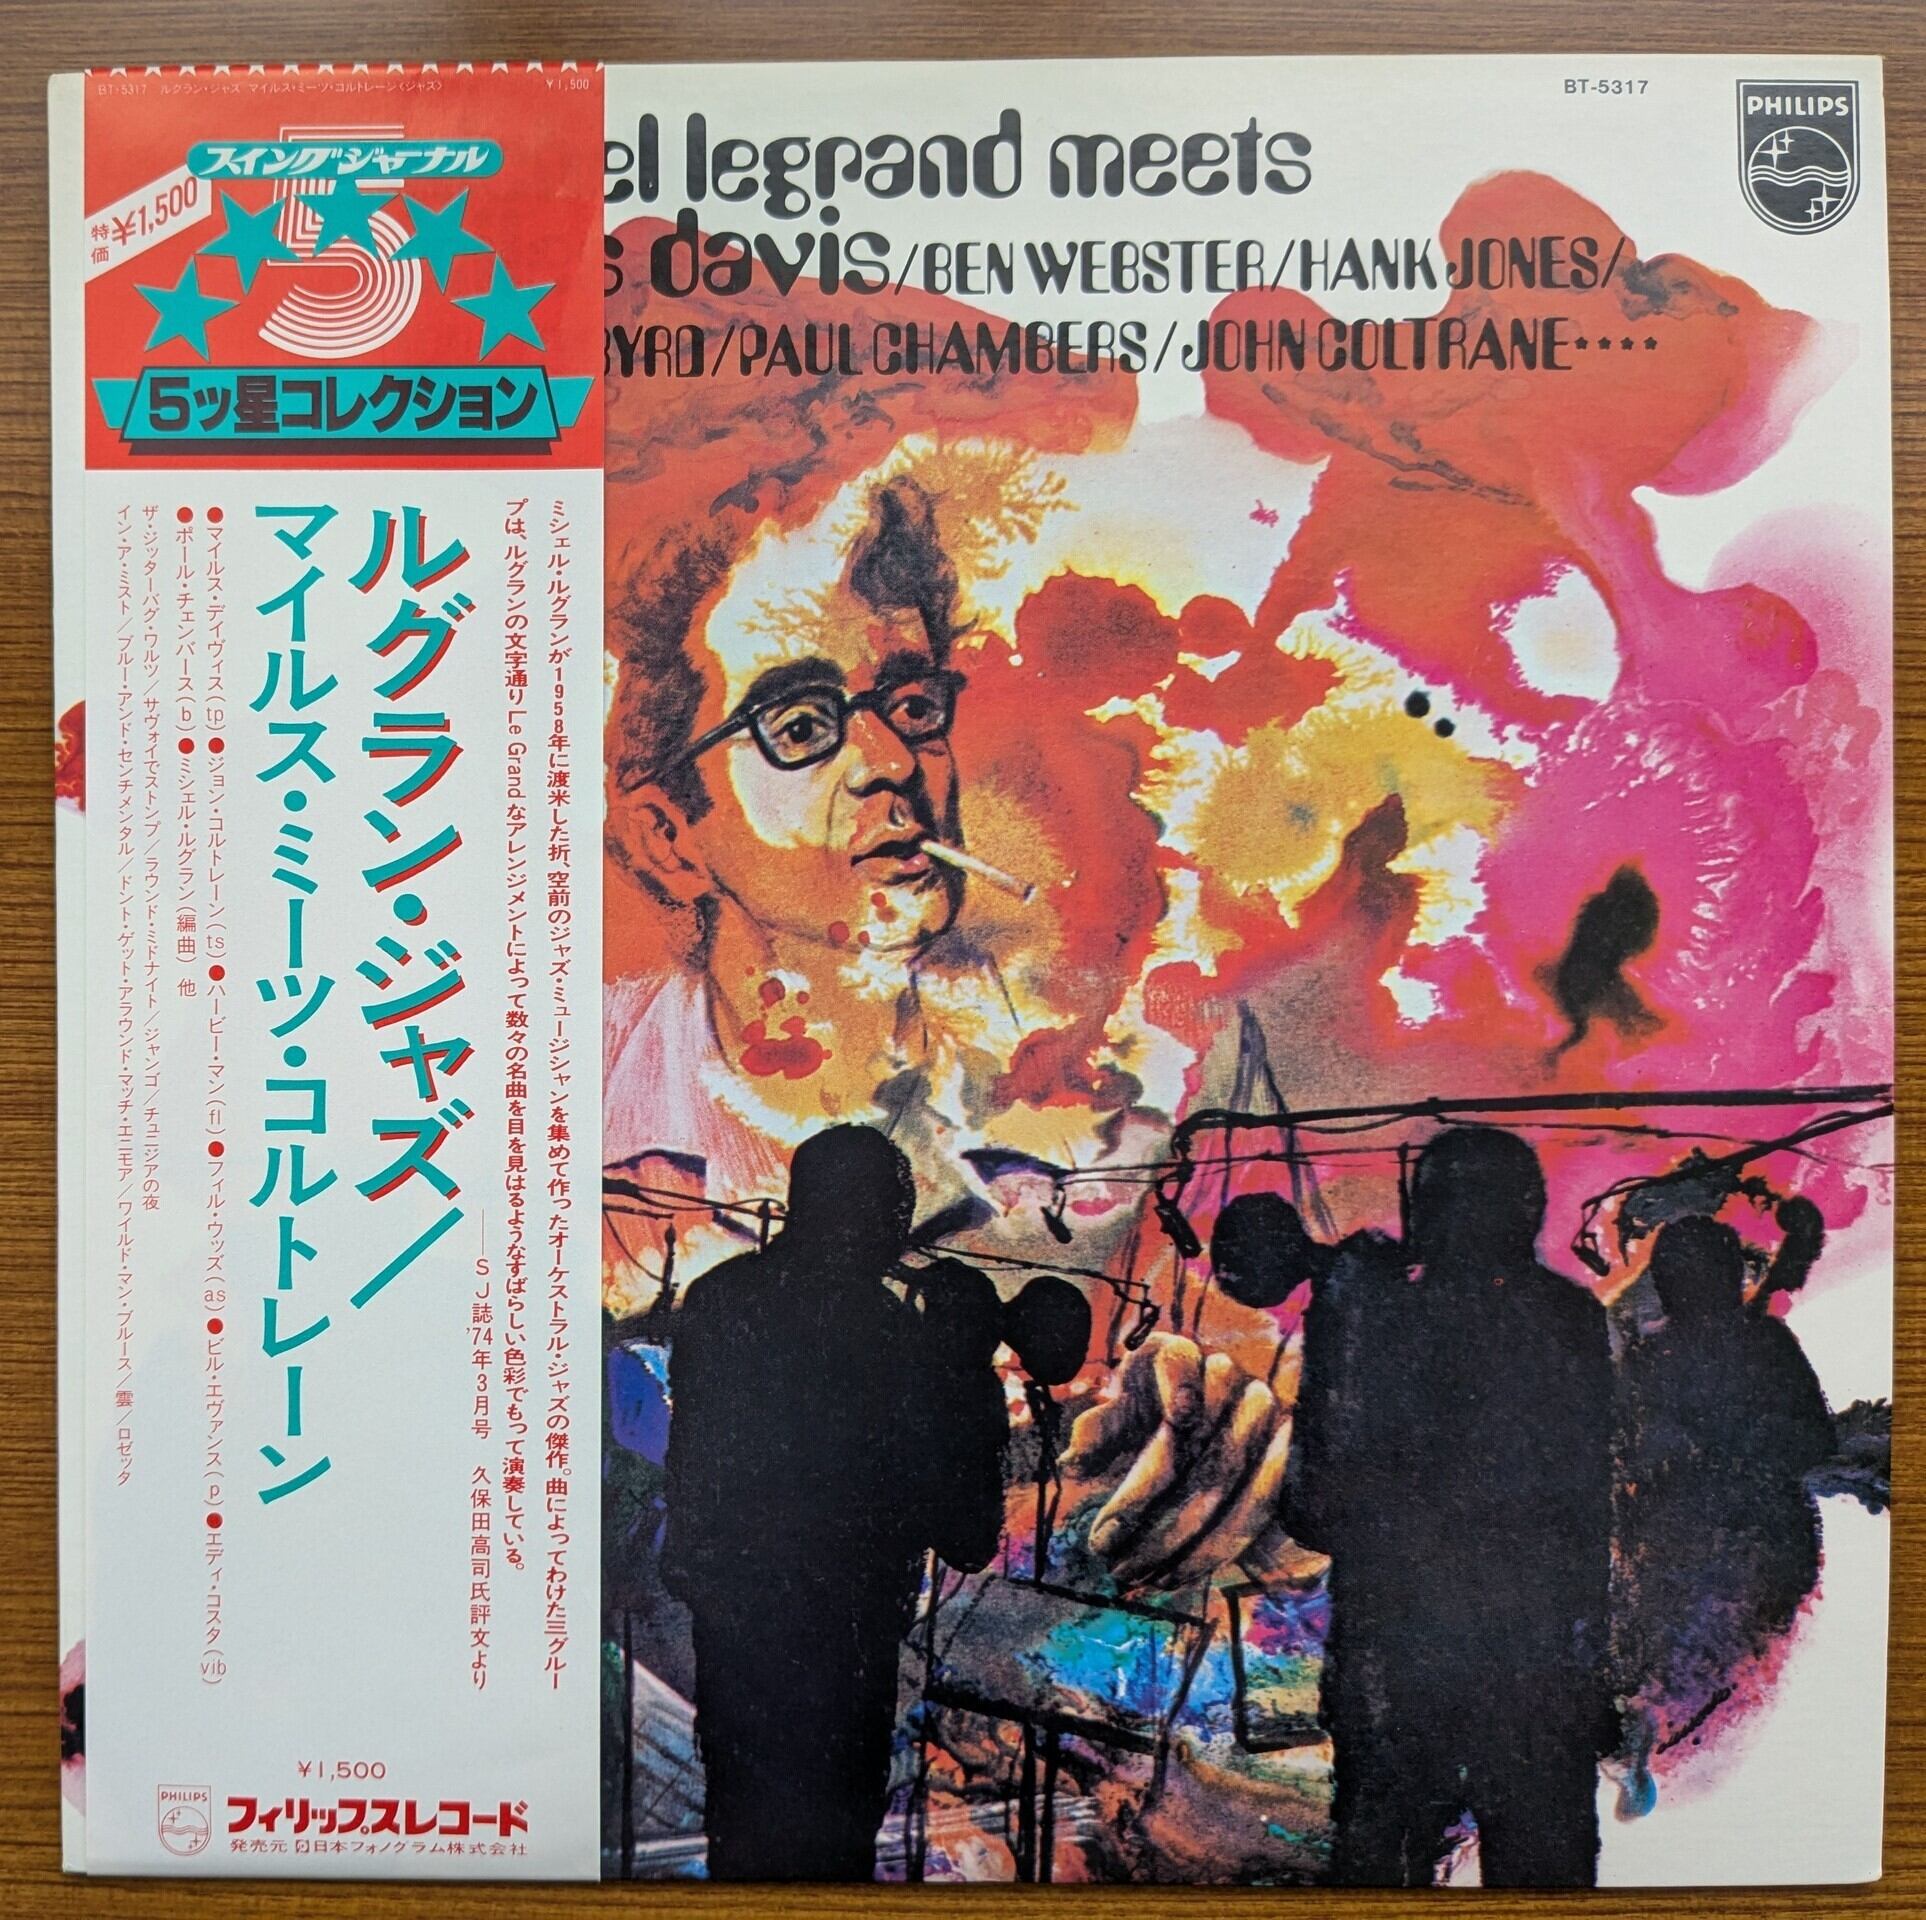 BT-5317 ルグラン・ジャズ マイルス・ミーツ・コルトレーン〈ジャズ〉 ¥1,500
スイングジャーナル
5
特価 ¥1,500
5ッ星コレクション
ミシェル・ルグランが1958年に渡米した折、空前のジャズ・ミュージシャンを集めて作ったオーケストラル・ジャズの傑作。曲によってわけた三グルー
プは、ルグランの文字通り Le Grand なアレンジメントによって数々の名曲を目を見はるようなすばらしい色彩でもって演奏している。
——SJ誌'74年3月号 久保田高司氏評文より
ルグラン・ジャズ/
マイルス・ミーツ・コルトレーン
●マイルス・デイヴィス(tp)●ジョン・コルトレーン(ts)●ハービー・マン(fl)●フィル・ウッズ(as)●ビル・エヴァンス(p)●エディ・コスタ(vib)
●ポール・チェンバース(b)●ミシェル・ルグラン(編曲) 他
ザ・ジッターバグ・ワルツ/サヴォイでストンプ/ラウンド・ミドナイト/ジャンゴ/チュニジアの夜
イン・ア・ミスト/ブルー・アンド・センチメンタル/ドント・ゲット・アラウンド・マッチ・エニモア/ワイルド・マン・ブルース/雲/ロゼッタ
¥1,500
PHILIPS
フィリップスレコード
発売元 日本フォノグラム株式会社
BT-5317
PHILIPS
el legrand meets
s davis/BEN WEBSTER/HANK JONES/
BYRD/PAUL CHAMBERS/JOHN COLTRANE****